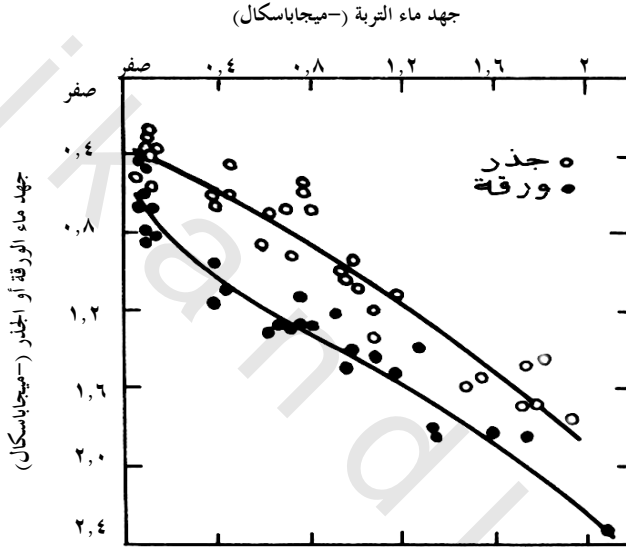 جهد ماء التربة (-ميجاباسكال)
صفر ٠,٤ ٠,٨ ١,٢ ١,٦ ٢
صفر
٠,٤
٠,٨
١,٢
١,٦
٢,٠
٢,٤
جهد ماء الورقة أو الجذر (-ميجاباسكال)
جذر
ورقة
ikandl